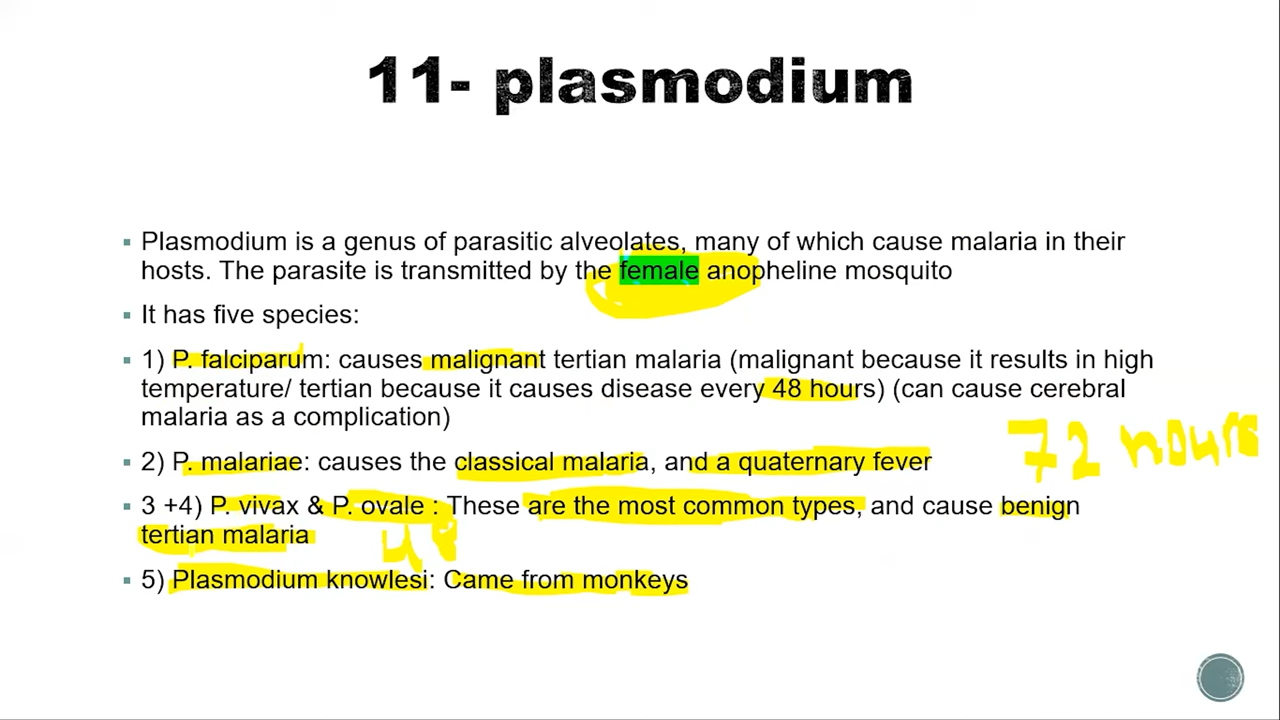 11- plasmodium
▪ Plasmodium is a genus of parasitic alveolates, many of which cause malaria in their
hosts. The parasite is transmitted by the female anopheline mosquito
▪ It has five species:
▪ 1) P. falciparum: causes malignant tertian malaria (malignant because it results in high
temperature/ tertian because it causes disease every 48 hours) (can cause cerebral
malaria as a complication)
▪ 2) P. malariae: causes the classical malaria, and a quaternary fever
72 hours
▪ 3 +4) P. vivax & P. ovale : These are the most common types, and cause benign
tertian malaria
48
▪ 5) Plasmodium knowlesi: Came from monkeys